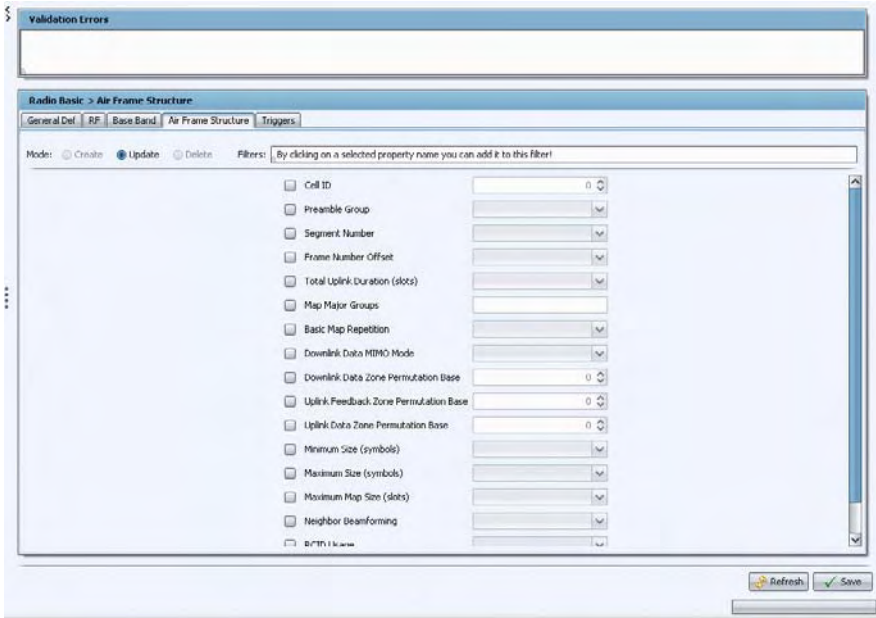 Validation Errors
Radio Basic > Air Frame Structure
General Def RF Base Band Air Frame Structure Triggers
Mode: Create Update Delete Filters: By clicking on a selected property name you can add it to this filter!
Cell ID 0
Preamble Group
Segment Number
Frame Number Offset
Total Uplink Duration (slots)
Map Major Groups
Basic Map Repetition
Downlink Data MIMO Mode
Downlink Data Zone Permutation Base 0
Uplink Feedback Zone Permutation Base 0
Uplink Data Zone Permutation Base 0
Minimum Size (symbols)
Maximum Size (symbols)
Maximum Map Size (slots)
Neighbor Beamforming
RCID Usage
Refresh Save